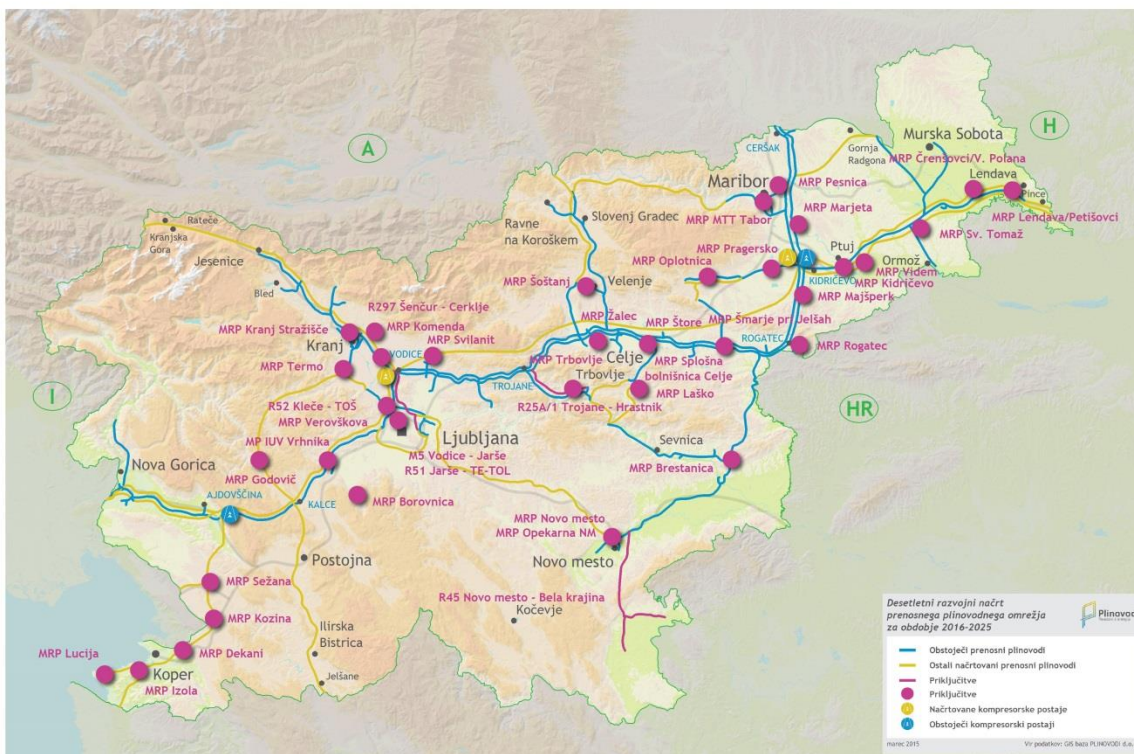 A
H
I
HR
CERŠAK
Gornja
Radgona
Murska Sobota
MRP Črensovci/V. Polana
Lendava
Pince
MRP Lendava/Petišovci
Maribor
MRP Pesnica
MRP MTT Tabor
MRP Marjeta
MRP Sv. Tomaž
Ravne
na Koroškem
Slovenj Gradec
Rateče
Kranjska
Gora
Jesenice
Bled
MRP Pragersko
Ptuj
Ormož
MRP Oplotnica
KIDRIČEVO
MRP Videm
MRP Kidričevo
MRP Majšperk
MRP Šoštanj
Velenje
R297 Šenčur - Cerklje
MRP Kranj Stražišče
MRP Komenda
Kranj
VODICE
MRP Svilanit
MRP Žalec
MRP Štore
MRP Šmarje pri Jelšah
ROGATEC
MRP Rogatec
MRP Termo
TROJANE
MRP Trbovlje
Celje
MRP Splošna
bolnišnica Celje
Trbovlje
MRP Laško
R25A/1 Trojane - Hrastnik
R52 Kleče - TOŠ
MRP Verovškova
MP IUV Vrhnika
Ljubljana
M5 Vodice - Jarše
R51 Jarše - TE-TOL
Sevnica
MRP Brestanica
Nova Gorica
MRP Godovič
AJDOVŠČINA
KALCE
MRP Borovnica
MRP Novo mesto
MRP Opekarna NM
Novo mesto
Postojna
MRP Sežana
R45 Novo mesto - Bela krajina
Kočevje
MRP Kozina
Ilirska
Bistrica
MRP Dekani
MRP Lucija
Koper
MRP Izola
Jelšane
Desetletni razvojni načrt
prenosnega plinovodnega omrežja
za obdobje 2016-2025
Plinovodi
Obstoječi prenosni plinovodi
Ostali načrtovani prenosni plinovodi
Priključitve
Priključitve
Načrtovane kompresorske postaje
Obstoječi kompresorski postaji
marec 2015
Vir podatkov: GIS baza PLINOVODI d.o.o.